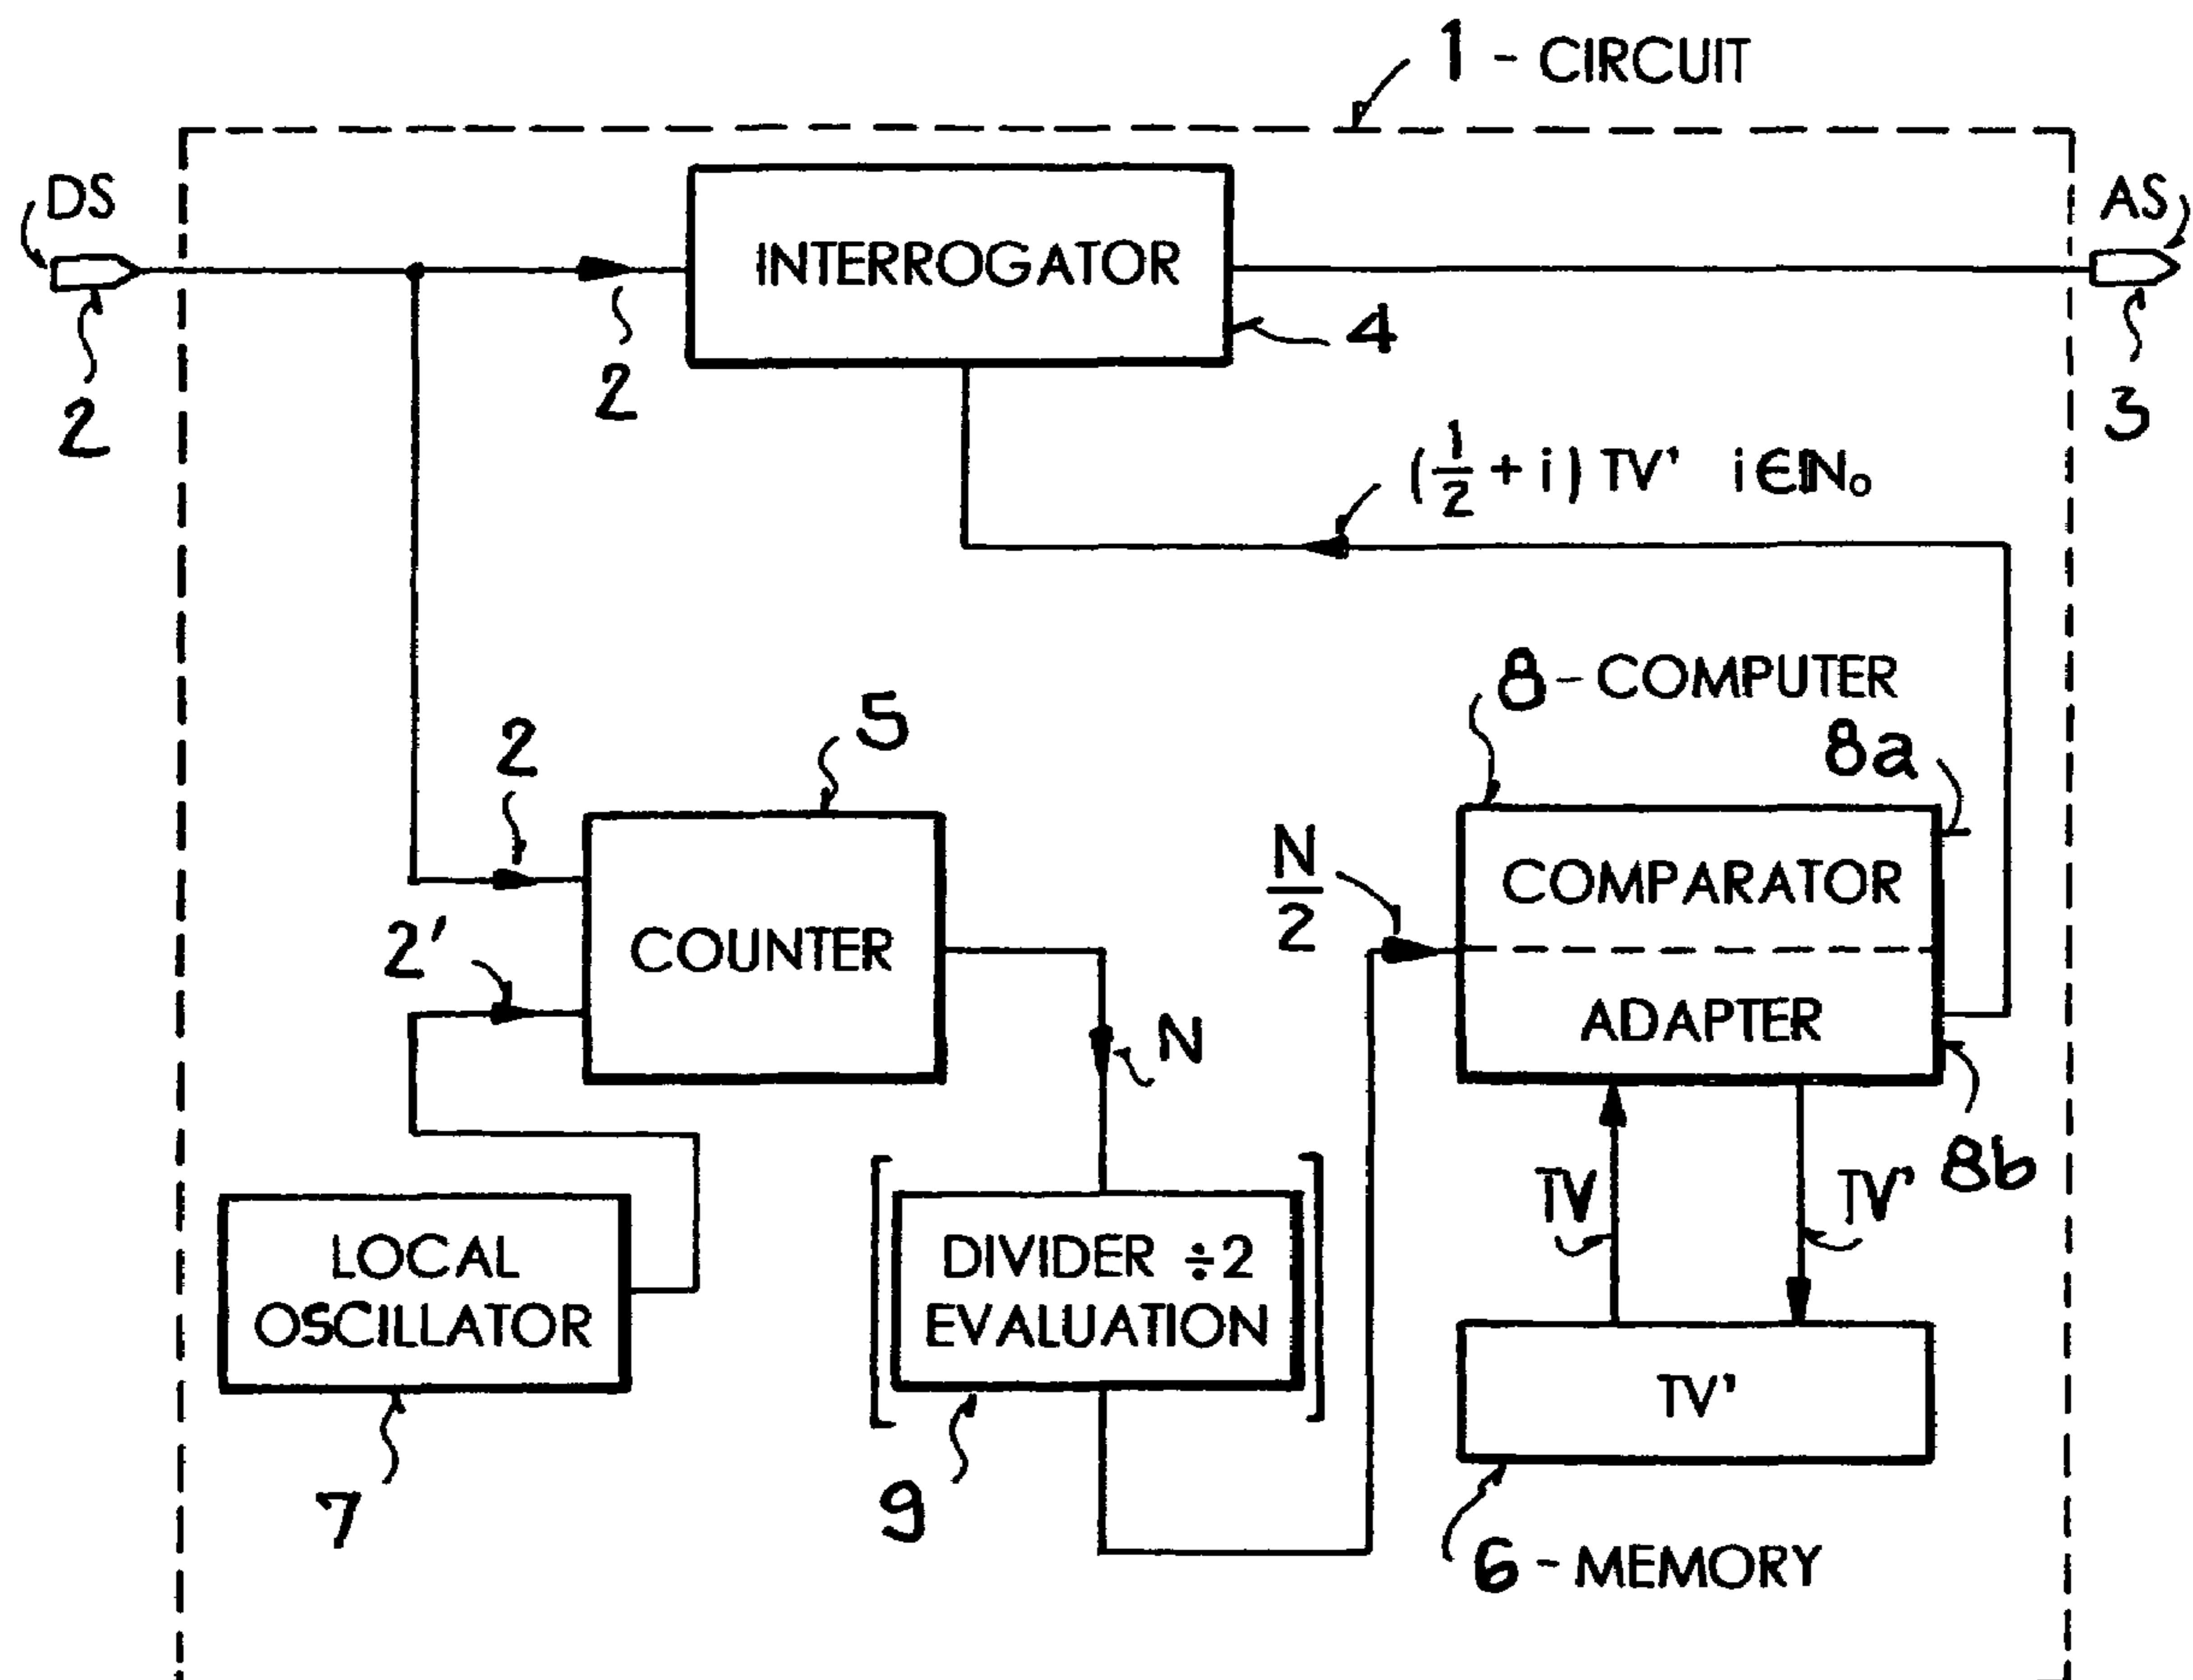 1 - CIRCUIT
DS
AS
INTERROGATOR
2
2
4
3
(1/2 + i) TV' i∈ℕ₀
8 - COMPUTER
8a
5
2
N/2
COMPARATOR
2'
COUNTER
ADAPTER
N
8b
TV
TV'
LOCAL
OSCILLATOR
DIVIDER ÷2
EVALUATION
TV'
7
9
6 - MEMORY